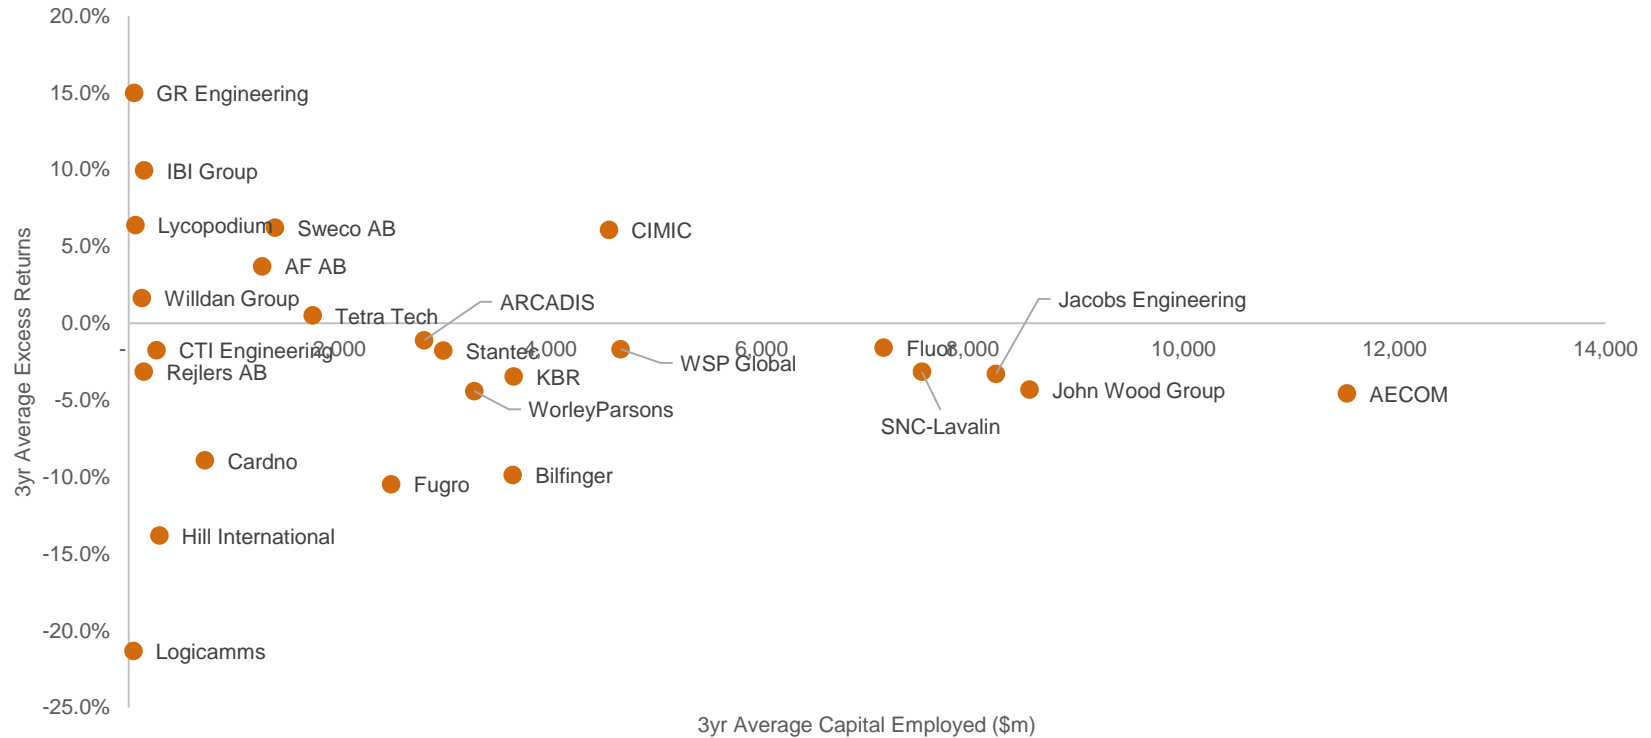 20.0%
15.0%
GR Engineering
10.0%
IBI Group
Lycopodium
Sweco AB
CIMIC
5.0%
AF AB
Willdan Group
ARCADIS
Jacobs Engineering
Tetra Tech
0.0%
-
2,000
4,000
6,000
8,000
10,000
12,000
14,000
CTI Engineering
Stantec
WSP Global
Fluor
Rejlers AB
KBR
John Wood Group
AECOM
-5.0%
WorleyParsons
SNC-Lavalin
Cardno
-10.0%
Fugro
Bilfinger
Hill International
-15.0%
-20.0%
Logicamms
-25.0%
3yr Average Excess Returns
3yr Average Capital Employed ($m)